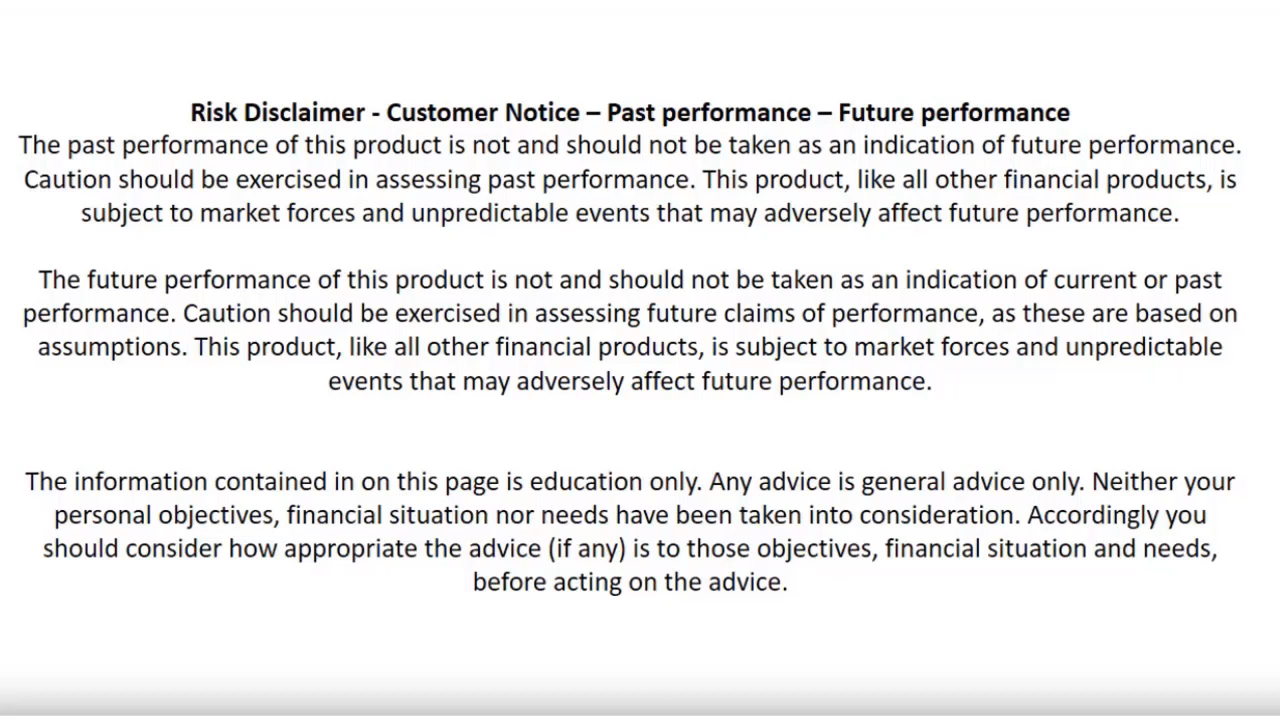 Risk Disclaimer - Customer Notice – Past performance – Future performance
The past performance of this product is not and should not be taken as an indication of future performance.
Caution should be exercised in assessing past performance. This product, like all other financial products, is
subject to market forces and unpredictable events that may adversely affect future performance.
The future performance of this product is not and should not be taken as an indication of current or past
performance. Caution should be exercised in assessing future claims of performance, as these are based on
assumptions. This product, like all other financial products, is subject to market forces and unpredictable
events that may adversely affect future performance.
The information contained in on this page is education only. Any advice is general advice only. Neither your
personal objectives, financial situation nor needs have been taken into consideration. Accordingly you
should consider how appropriate the advice (if any) is to those objectives, financial situation and needs,
before acting on the advice.